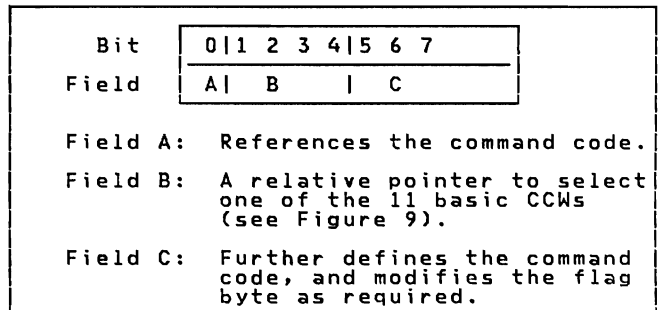 Bit 0|1 2 3 4|5 6 7
Field A| B | C
Field A: References the command code.
Field B: A relative pointer to select
one of the 11 basic CCWs
(see Figure 9).
Field C: Further defines the command
code, and modifies the flag
byte as required.